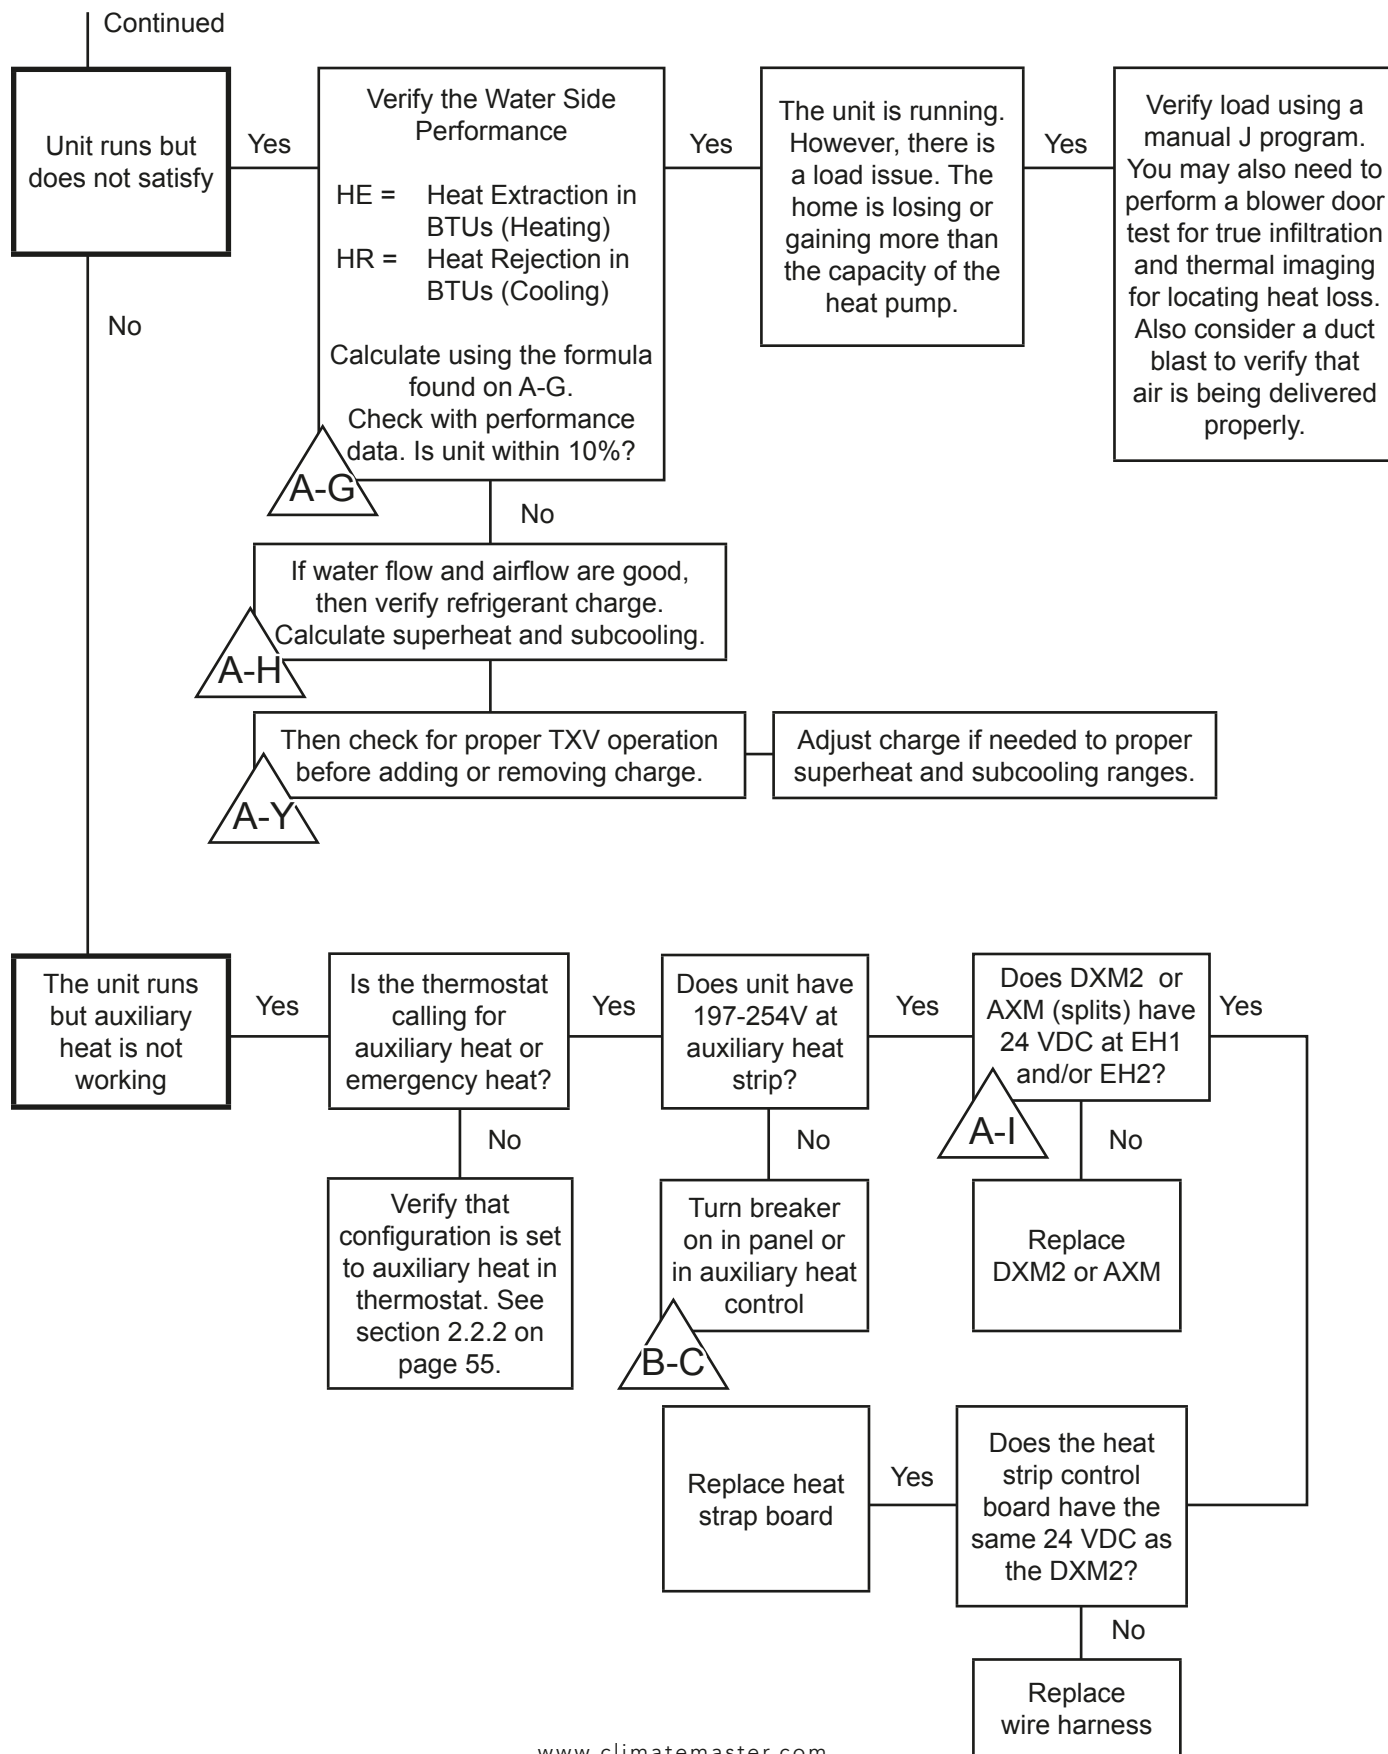 Continued
Unit runs but
does not satisfy
Yes
Verify the Water Side
Performance
HE = Heat Extraction in
BTUs (Heating)
HR = Heat Rejection in
BTUs (Cooling)
Calculate using the formula
found on A-G.
Check with performance
data. Is unit within 10%?
A-G
Yes
The unit is running.
However, there is
a load issue. The
home is losing or
gaining more than
the capacity of the
heat pump.
Yes
Verify load using a
manual J program.
You may also need to
perform a blower door
test for true infiltration
and thermal imaging
for locating heat loss.
Also consider a duct
blast to verify that
air is being delivered
properly.
No
No
If water flow and airflow are good,
then verify refrigerant charge.
Calculate superheat and subcooling.
A-H
Then check for proper TXV operation
before adding or removing charge.
A-Y
Adjust charge if needed to proper
superheat and subcooling ranges.
The unit runs
but auxiliary
heat is not
working
Yes
Is the thermostat
calling for
auxiliary heat or
emergency heat?
Yes
Does unit have
197-254V at
auxiliary heat
strip?
Yes
Does DXM2 or
AXM (splits) have
24 VDC at EH1
and/or EH2?
A-I
Yes
No
Verify that
configuration is set
to auxiliary heat in
thermostat. See
section 2.2.2 on
page 55.
No
Turn breaker
on in panel or
in auxiliary heat
control
B-C
No
Replace
DXM2 or AXM
Replace heat
strap board
Yes
Does the heat
strip control
board have the
same 24 VDC as
the DXM2?
No
Replace
wire harness
www.climatemaster.com